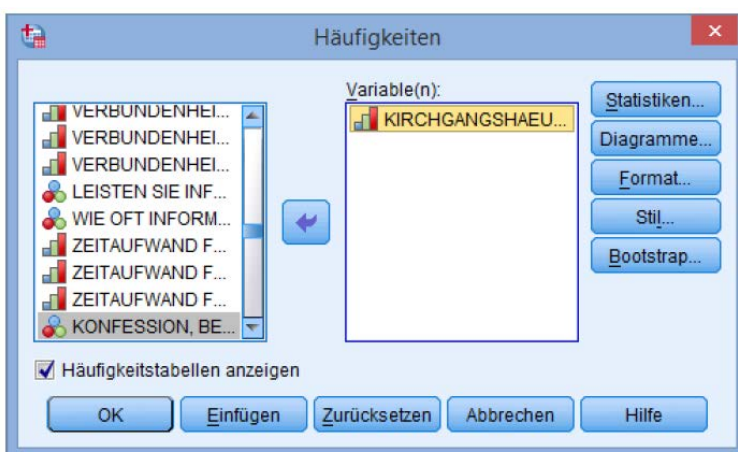 Häufigkeiten
VERBUNDENHEI...
VERBUNDENHEI...
VERBUNDENHEI...
LEISTEN SIE INF...
WIE OFT INFORM...
ZEITAUFWAND F...
ZEITAUFWAND F...
ZEITAUFWAND F...
KONFESSION, BE...
Variable(n):
KIRCHGANGSHAEU...
Statistiken...
Diagramme...
Format...
Stil...
Bootstrap...
Häufigkeitstabellen anzeigen
OK Einfügen Zurücksetzen Abbrechen Hilfe